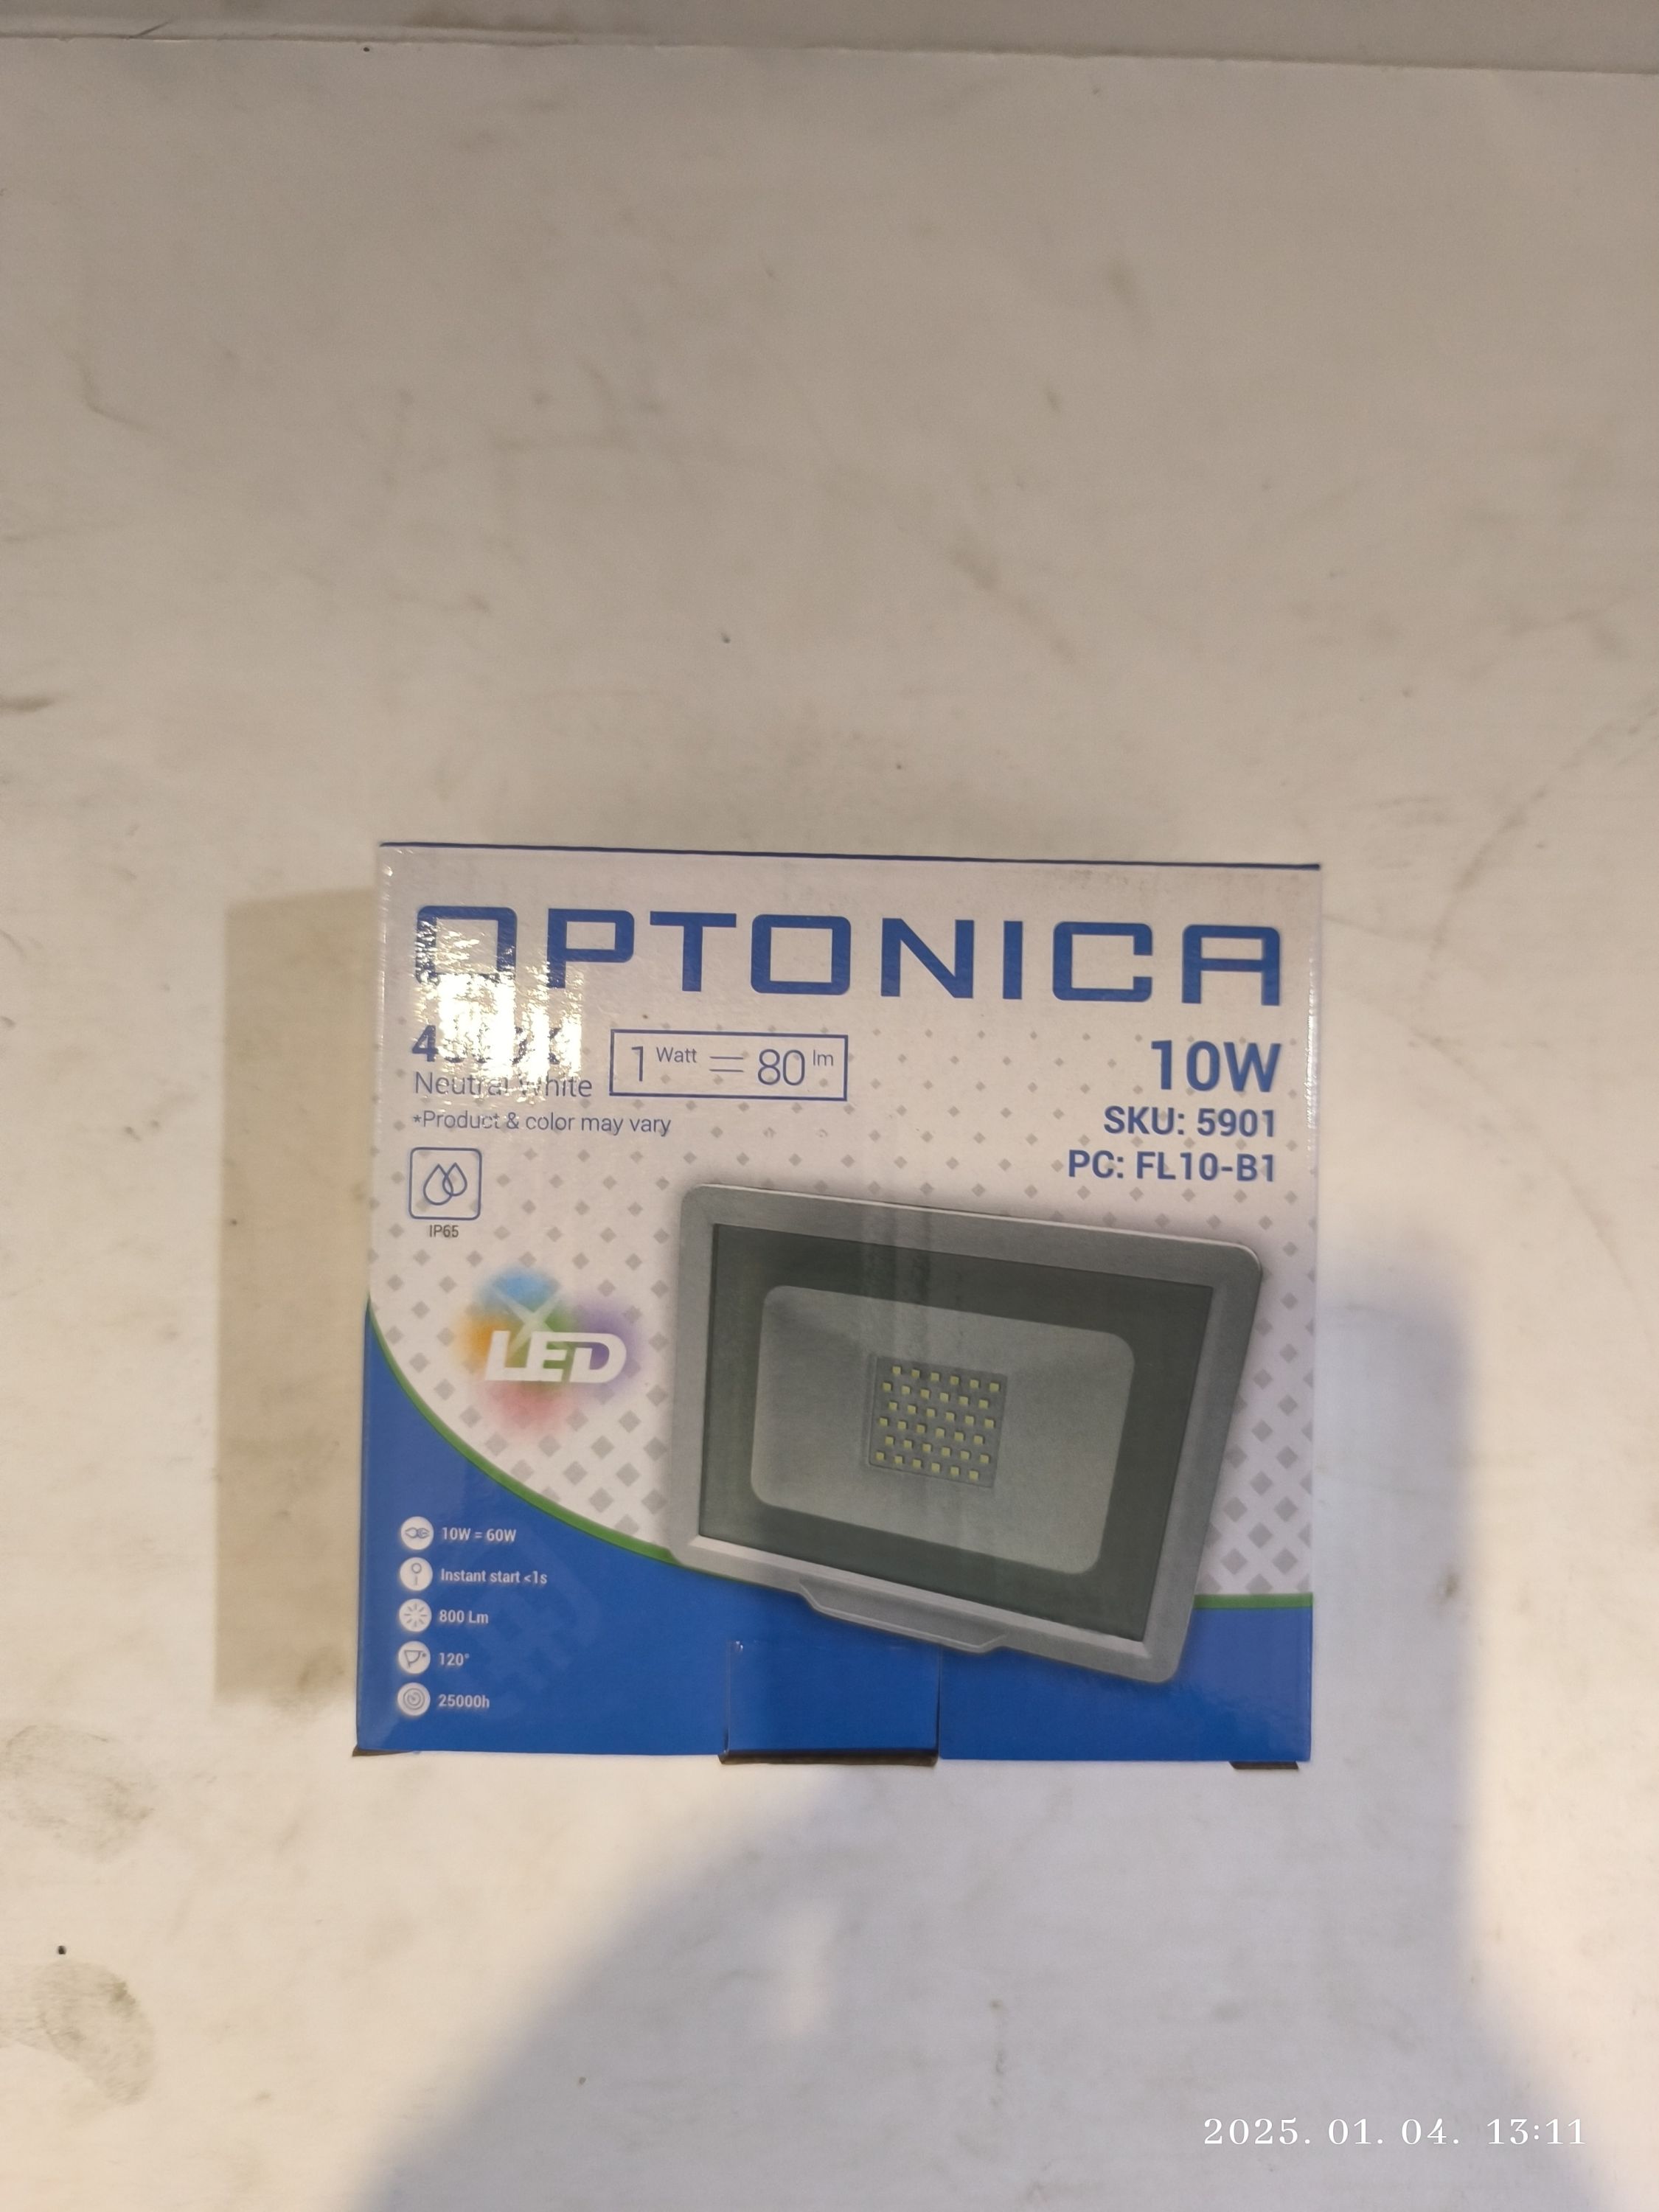 OPTONICA
Neutral White
1 Watt = 80 lm
10W
*Product & color may vary
SKU: 5901
PC: FL10-B1
IP65
LED
10W = 60W
Instant start <1s
800 Lm
120°
25000h
2025. 01. 04. 13:11